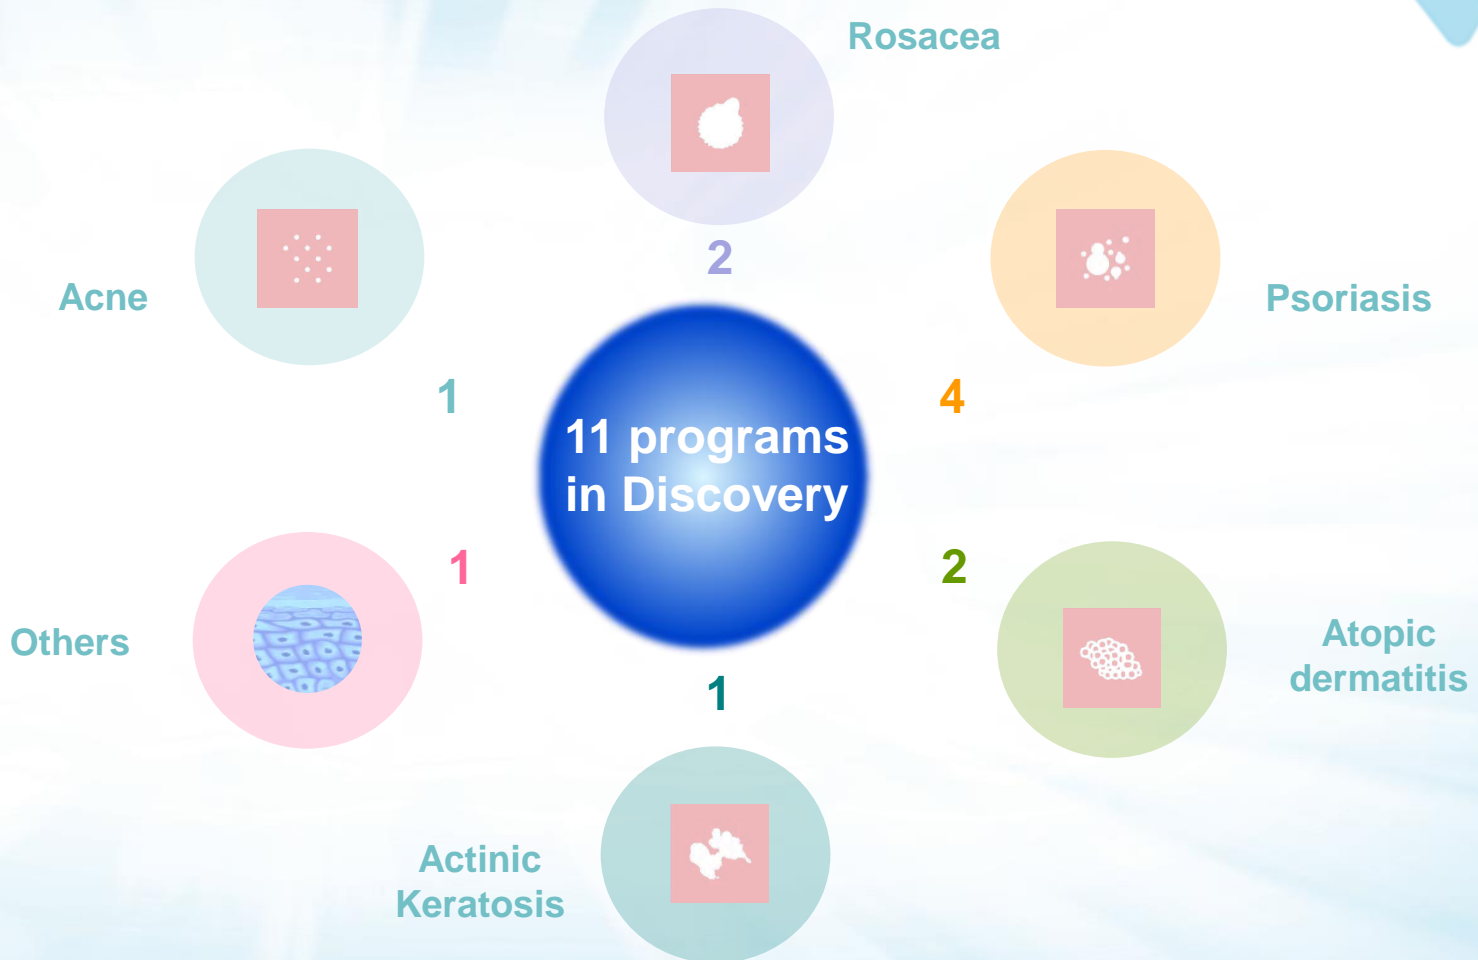 Rosacea
2
Acne
1
Psoriasis
4
11 programs
in Discovery
Others
1
2
Atopic
dermatitis
1
Actinic
Keratosis